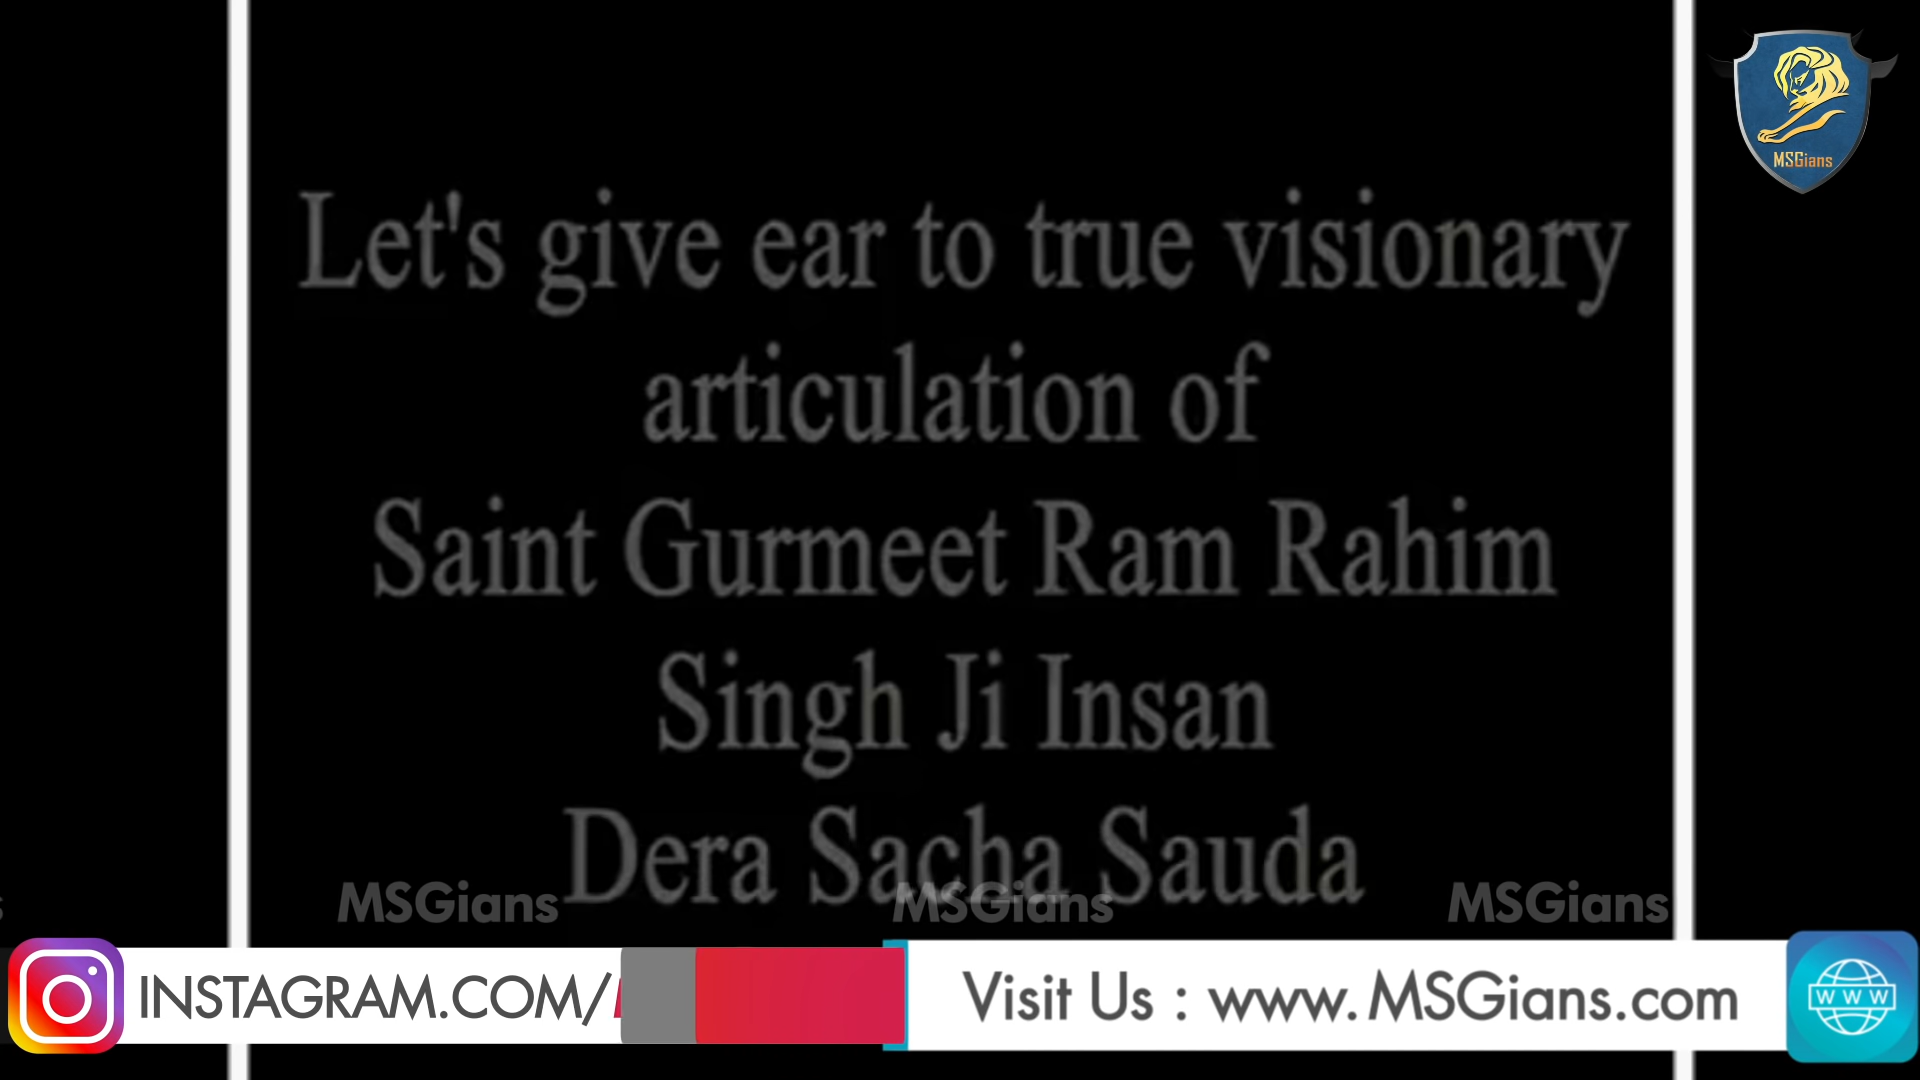 MSGians
Let's give ear to true visionary
articulation of
Saint Gurmeet Ram Rahim
Singh Ji Insan
Dera Sacha Sauda
MSGians
MSGians
MSGians
INSTAGRAM.COM/
Visit Us : www.MSGians.com
WWW